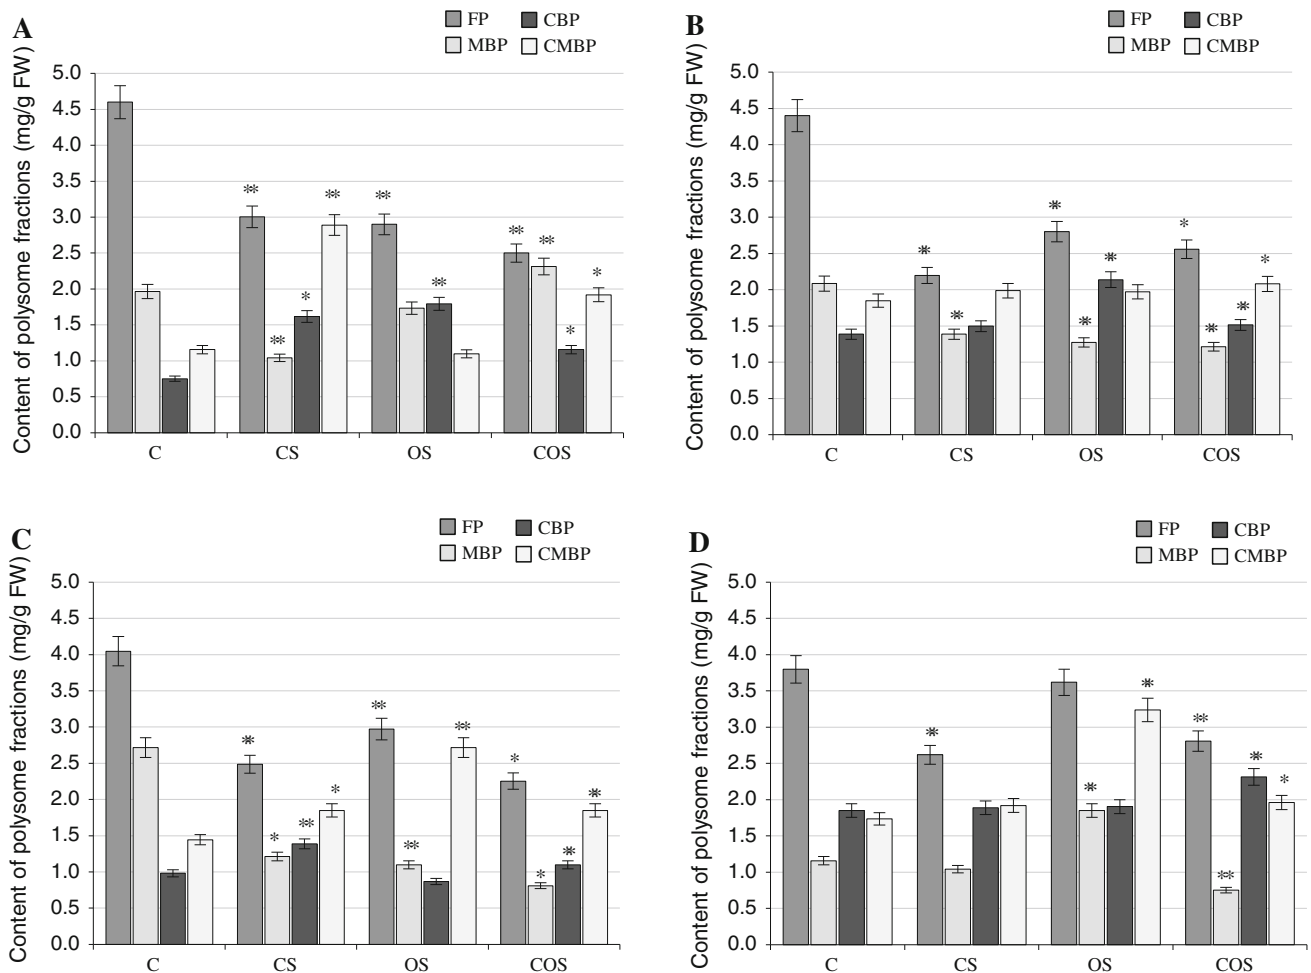 A
FP CBP
MBP CMBP
Content of polysome fractions (mg/g FW)
5.0
4.5
4.0
3.5
3.0
2.5
2.0
1.5
1.0
0.5
0.0
** ** **
** **
** * ** * *
C CS OS COS
B
FP CBP
MBP CMBP
Content of polysome fractions (mg/g FW)
5.0
4.5
4.0
3.5
3.0
2.5
2.0
1.5
1.0
0.5
0.0
** ** *
** ** ** ** ** *
C CS OS COS
C
FP CBP
MBP CMBP
Content of polysome fractions (mg/g FW)
5.0
4.5
4.0
3.5
3.0
2.5
2.0
1.5
1.0
0.5
0.0
** ** ** *
* ** * ** * ** **
C CS OS COS
D
FP CBP
MBP CMBP
Content of polysome fractions (mg/g FW)
5.0
4.5
4.0
3.5
3.0
2.5
2.0
1.5
1.0
0.5
0.0
** ** **
** ** ** *
C CS OS COS